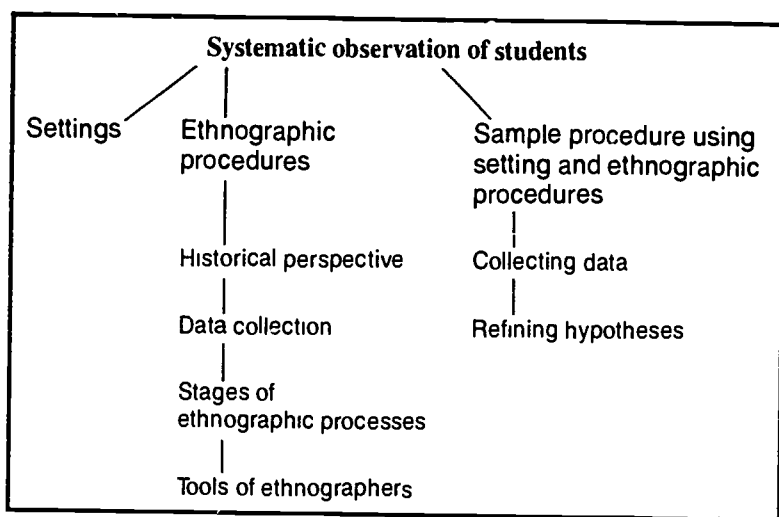 Systematic observation of students
Settings
Ethnographic
procedures
Historical perspective
Data collection
Stages of
ethnographic processes
Tools of ethnographers
Sample procedure using
setting and ethnographic
procedures
Collecting data
Refining hypotheses